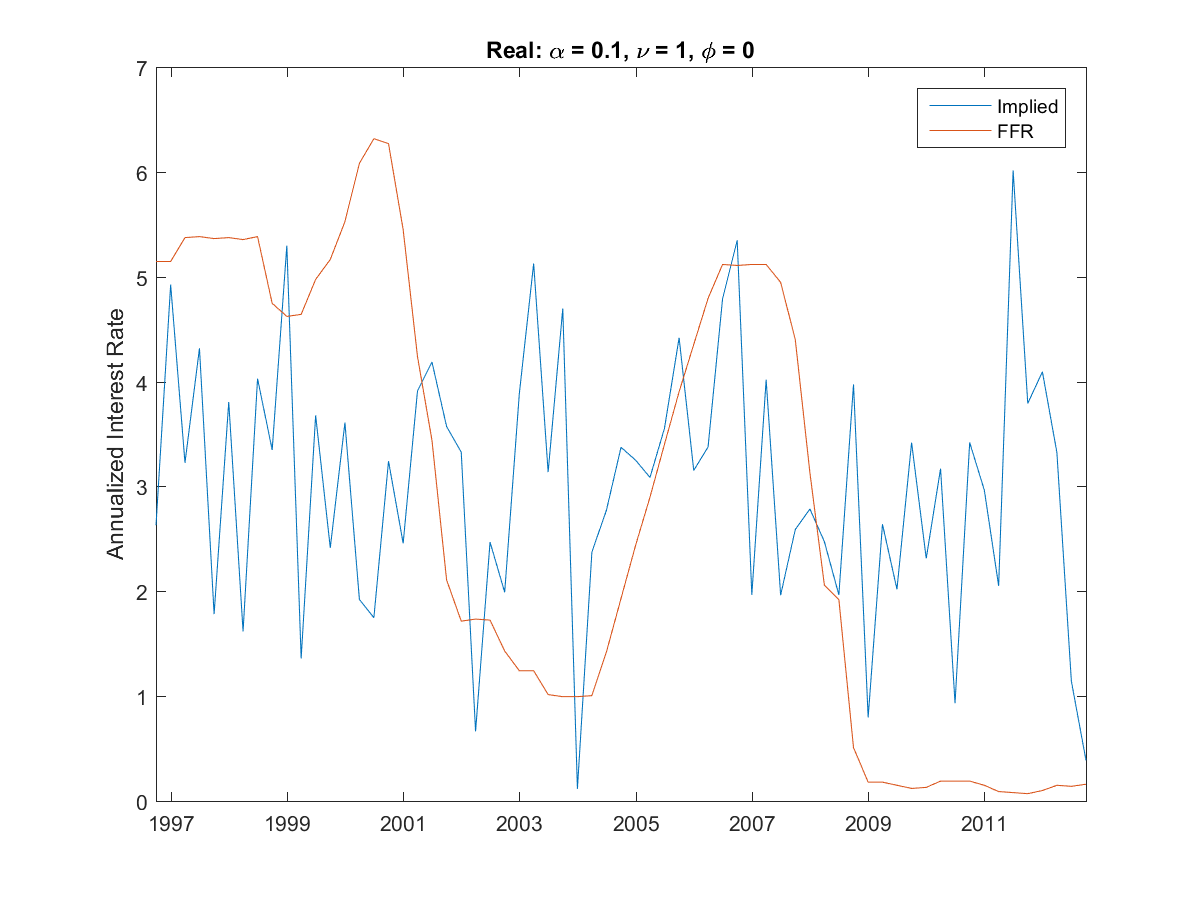 Real: α = 0.1, ν = 1, ϕ = 0
7
6
5
4
3
2
1
0
Annualized Interest Rate
Implied
FFR
1997 1999 2001 2003 2005 2007 2009 2011